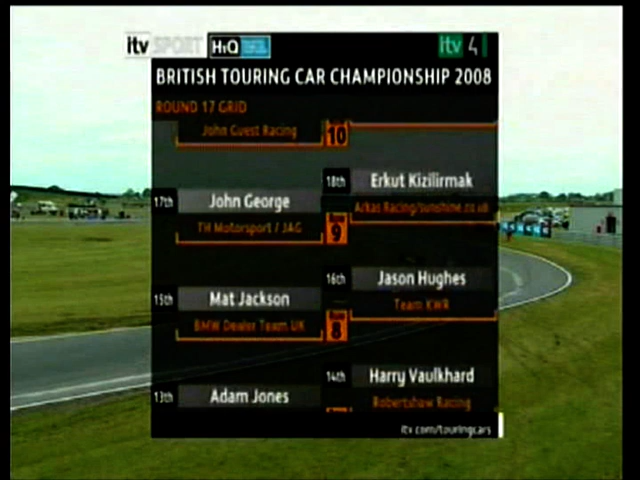 itv SPORT HiQ
itv 4
BRITISH TOURING CAR CHAMPIONSHIP 2008
ROUND 17 GRID
John Guest Racing
10
18th Erkut Kizilirmak
Arkas Racing/sunshine.co.uk
17th John George
TH Motorsport / JAG
Row 9
16th Jason Hughes
Team KWR
15th Mat Jackson
BMW Dealer Team UK
Row 8
14th Harry Vaulkhard
Robertshaw Racing
13th Adam Jones
itv.com/touringcars